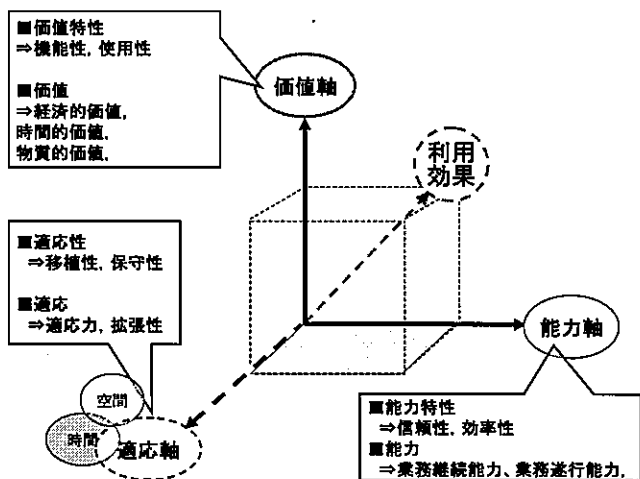 ■価値特性
⇒機能性, 使用性
■価値
⇒経済的価値,
時間的価値,
物質的価値,
価値軸
利用
効果
■適応性
⇒移植性, 保守性
■適応
⇒適応力, 拡張性
空間
時間
適応軸
能力軸
■能力特性
⇒信頼性, 効率性
■能力
⇒業務継続能力、業務遂行能力,